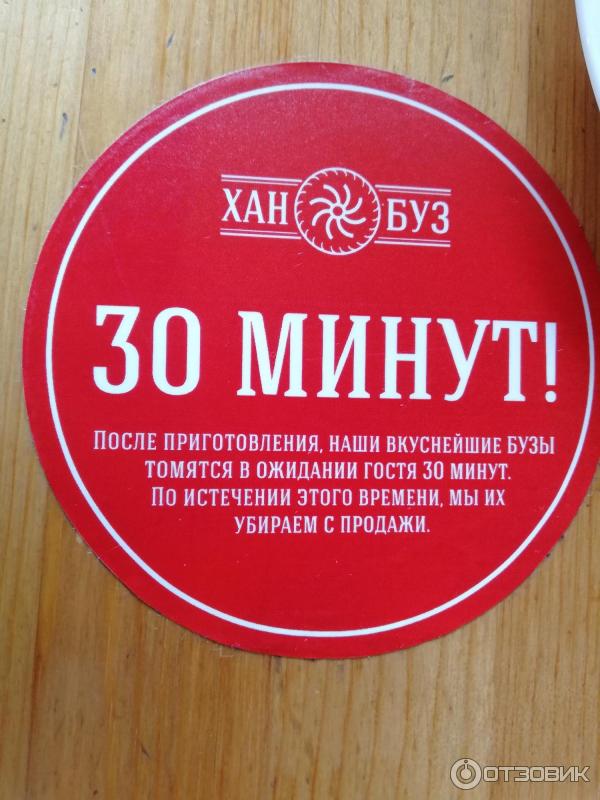 ХАН БУЗ
30 МИНУТ!
ПОСЛЕ ПРИГОТОВЛЕНИЯ, НАШИ ВКУСНЕЙШИЕ БУЗЫ
ТОМЯТСЯ В ОЖИДАНИИ ГОСТЯ 30 МИНУТ.
ПО ИСТЕЧЕНИИ ЭТОГО ВРЕМЕНИ, МЫ ИХ
УБИРАЕМ С ПРОДАЖИ.
ОТЗОВИК